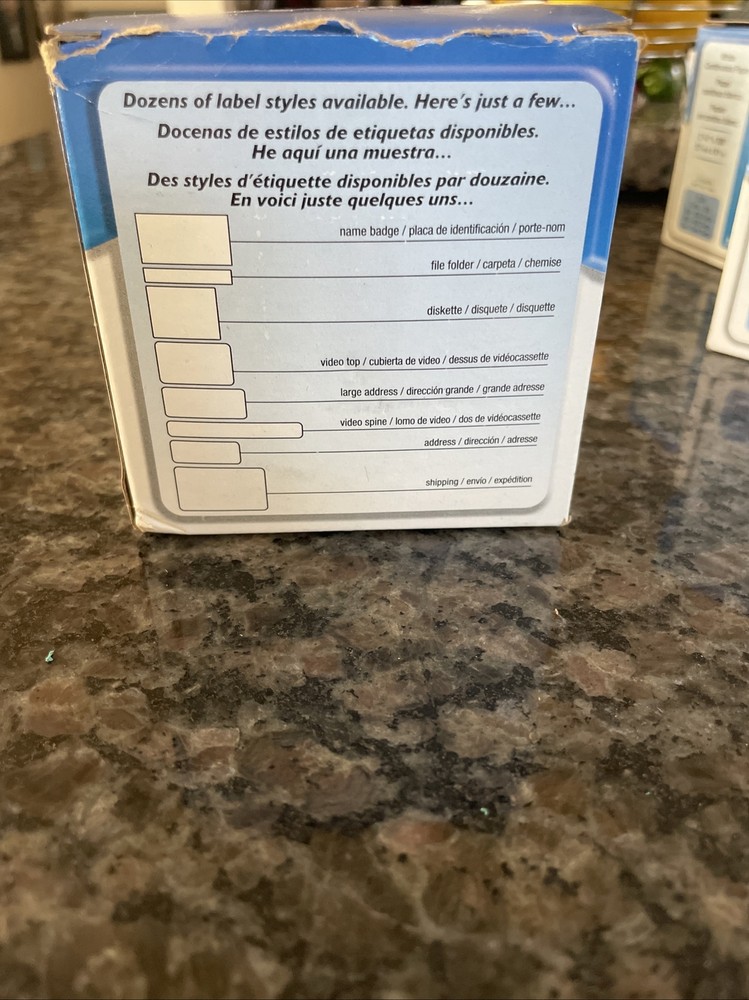 Dozens of label styles available. Here's just a few...
Docenas de estilos de etiquetas disponibles.
He aquí una muestra...
Des styles d'étiquette disponibles par douzaine.
En voici juste quelques uns...
name badge / placa de identificación / porte-nom
file folder / carpeta / chemise
diskette / disquete / disquette
video top / cubierta de video / dessus de vidéocassette
large address / dirección grande / grande adresse
video spine / lomo de video / dos de vidéocassette
address / dirección / adresse
shipping / envío / expédition